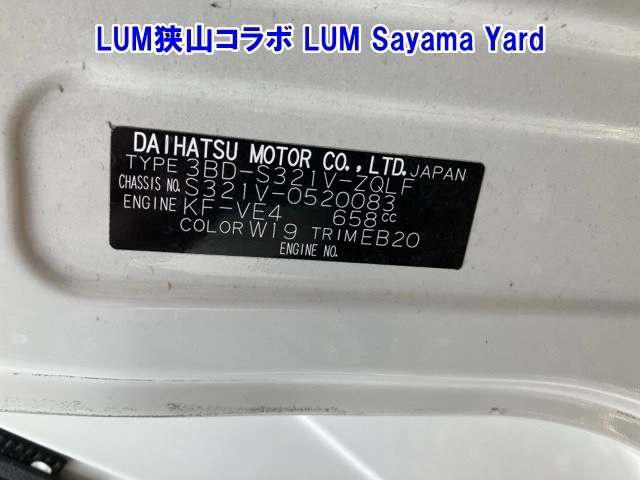 LUM狭山コラボ LUM Sayama Yard
DAIHATSU MOTOR CO.,LTD. JAPAN
TYPE 3BD-S321V-ZQLF
CHASSIS NO. S321V-0520083
ENGINE KF-VE4 658cc
COLOR W19 TRIM EB20
ENGINE NO.